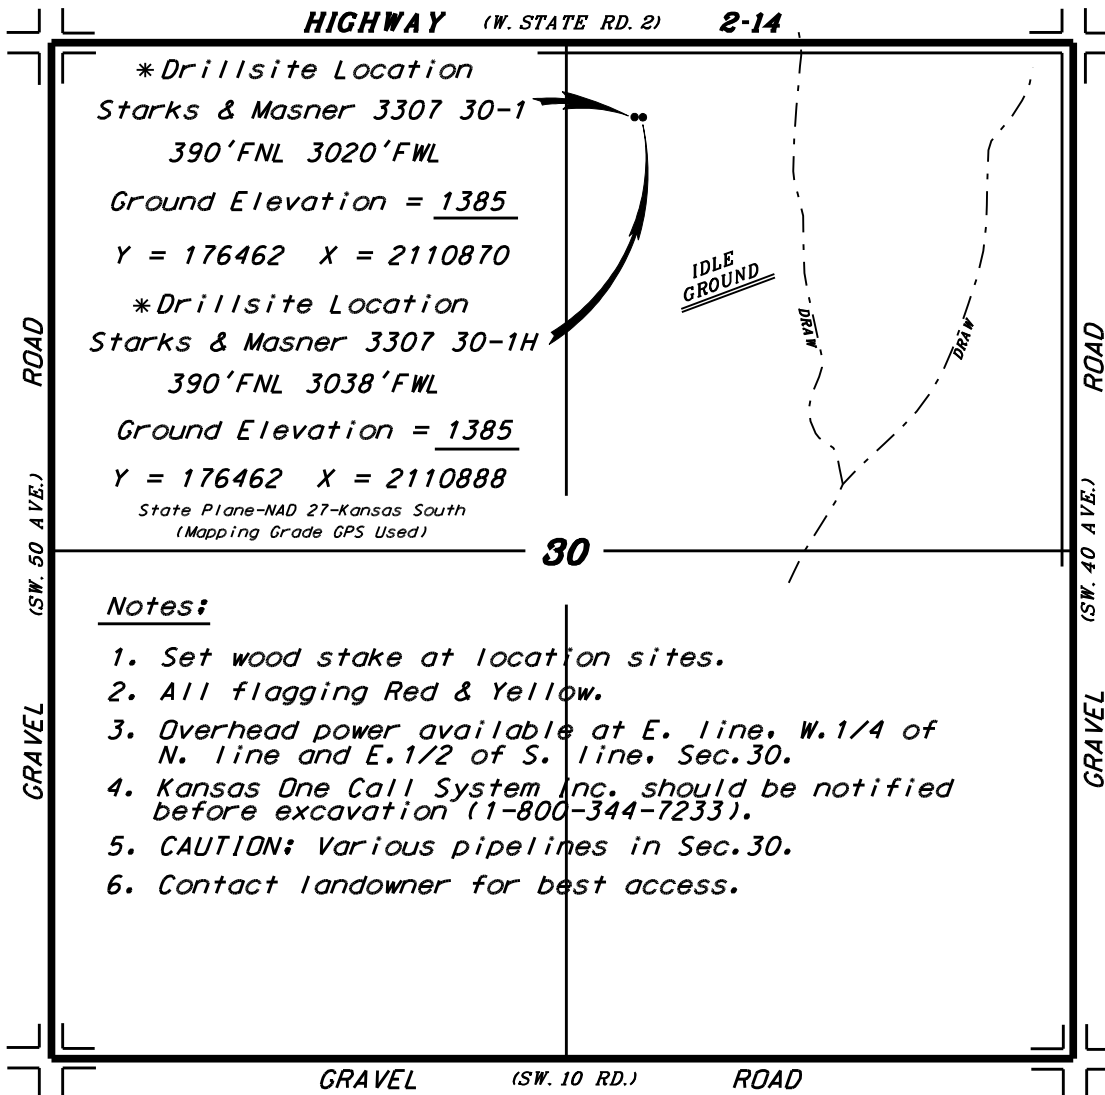 HIGHWAY (W. STATE RD. 2) 2-14
*Drillsite Location
Starks & Masner 3307 30-1
390'FNL 3020'FWL
Ground Elevation = 1385
Y = 176462 X = 2110870
*Drillsite Location
Starks & Masner 3307 30-1H
390'FNL 3038'FWL
Ground Elevation = 1385
Y = 176462 X = 2110888
State Plane-NAD 27-Kansas South
(Mapping Grade GPS Used)
IDLE
GROUND
DRAW
DRAW
30
GRAVEL (SW. 50 AVE.) ROAD
GRAVEL (SW. 40 AVE.) ROAD
Notes:
1. Set wood stake at location sites.
2. All flagging Red & Yellow.
3. Overhead power available at E. line, W.1/4 of
N. line and E.1/2 of S. line, Sec.30.
4. Kansas One Call System inc. should be notified
before excavation (1-800-344-7233).
5. CAUTION: Various pipelines in Sec.30.
6. Contact landowner for best access.
GRAVEL (SW. 10 RD.) ROAD